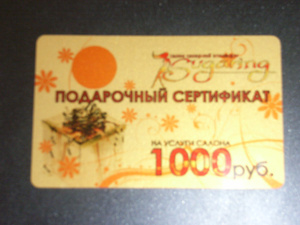 Sugaring
ПОДАРОЧНЫЙ СЕРТИФИКАТ
НА УСЛУГИ САЛОНА
1000 руб.